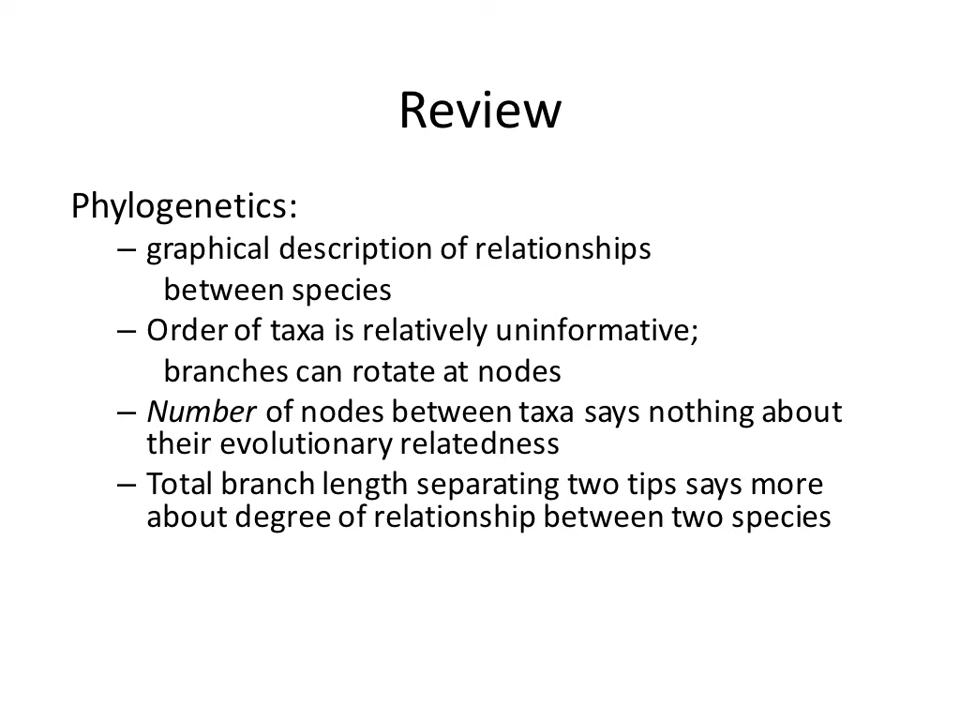 Review
Phylogenetics:
– graphical description of relationships
between species
– Order of taxa is relatively uninformative;
branches can rotate at nodes
– Number of nodes between taxa says nothing about
their evolutionary relatedness
– Total branch length separating two tips says more
about degree of relationship between two species